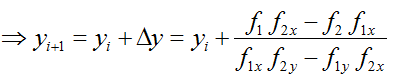 ⇒ y_{i+1} = y_i + Δy = y_i + \frac{f_1 f_{2x} - f_2 f_{1x}}{f_{1x} f_{2y} - f_{1y} f_{2x}}